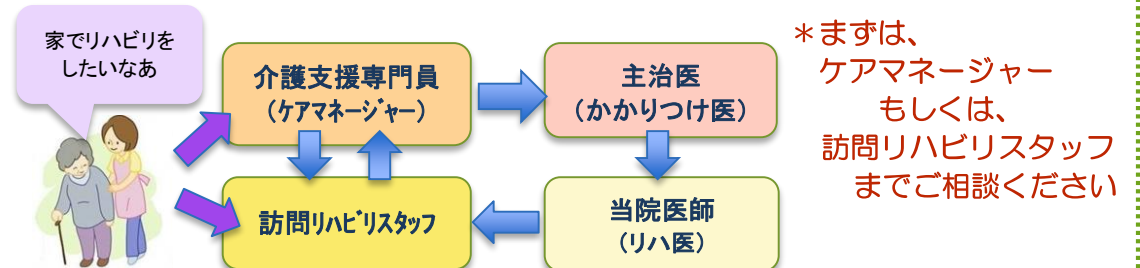 家でリハビリを
したいなあ
介護支援専門員
（ケアマネージャー）
主治医
（かかりつけ医）
訪問リハビリスタッフ
当院医師
（リハ医）
＊まずは、
ケアマネージャー
もしくは、
訪問リハビリスタッフ
までご相談ください